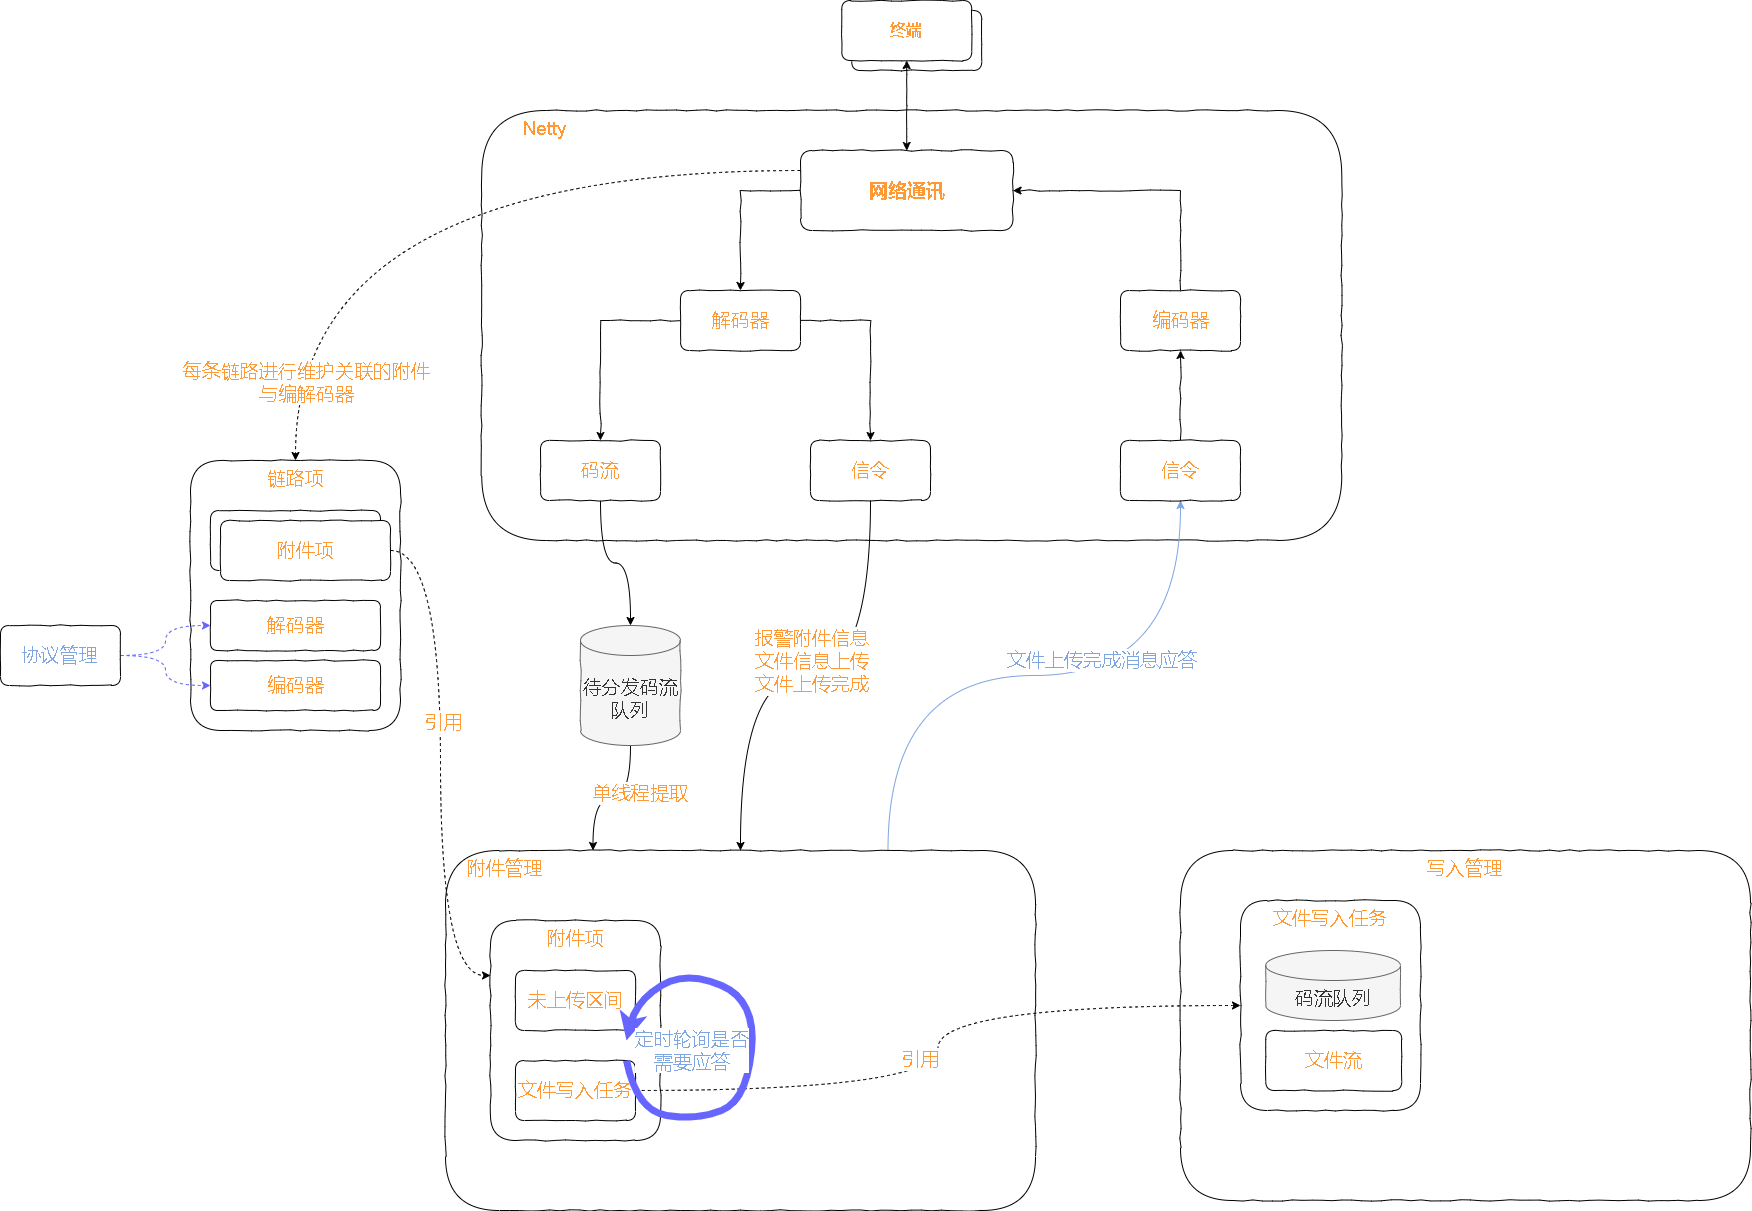 终端
Netty
网络通讯
解码器
编码器
每条链路进行维护关联的附件
与编解码器
码流
信令
信令
链路项
附件项
解码器
编码器
协议管理
引用
待分发码流
队列
报警附件信息
文件信息上传
文件上传完成
文件上传完成消息应答
单线程提取
附件管理
附件项
未上传区间
定时轮询是否
需要应答
文件写入任务
引用
写入管理
文件写入任务
码流队列
文件流